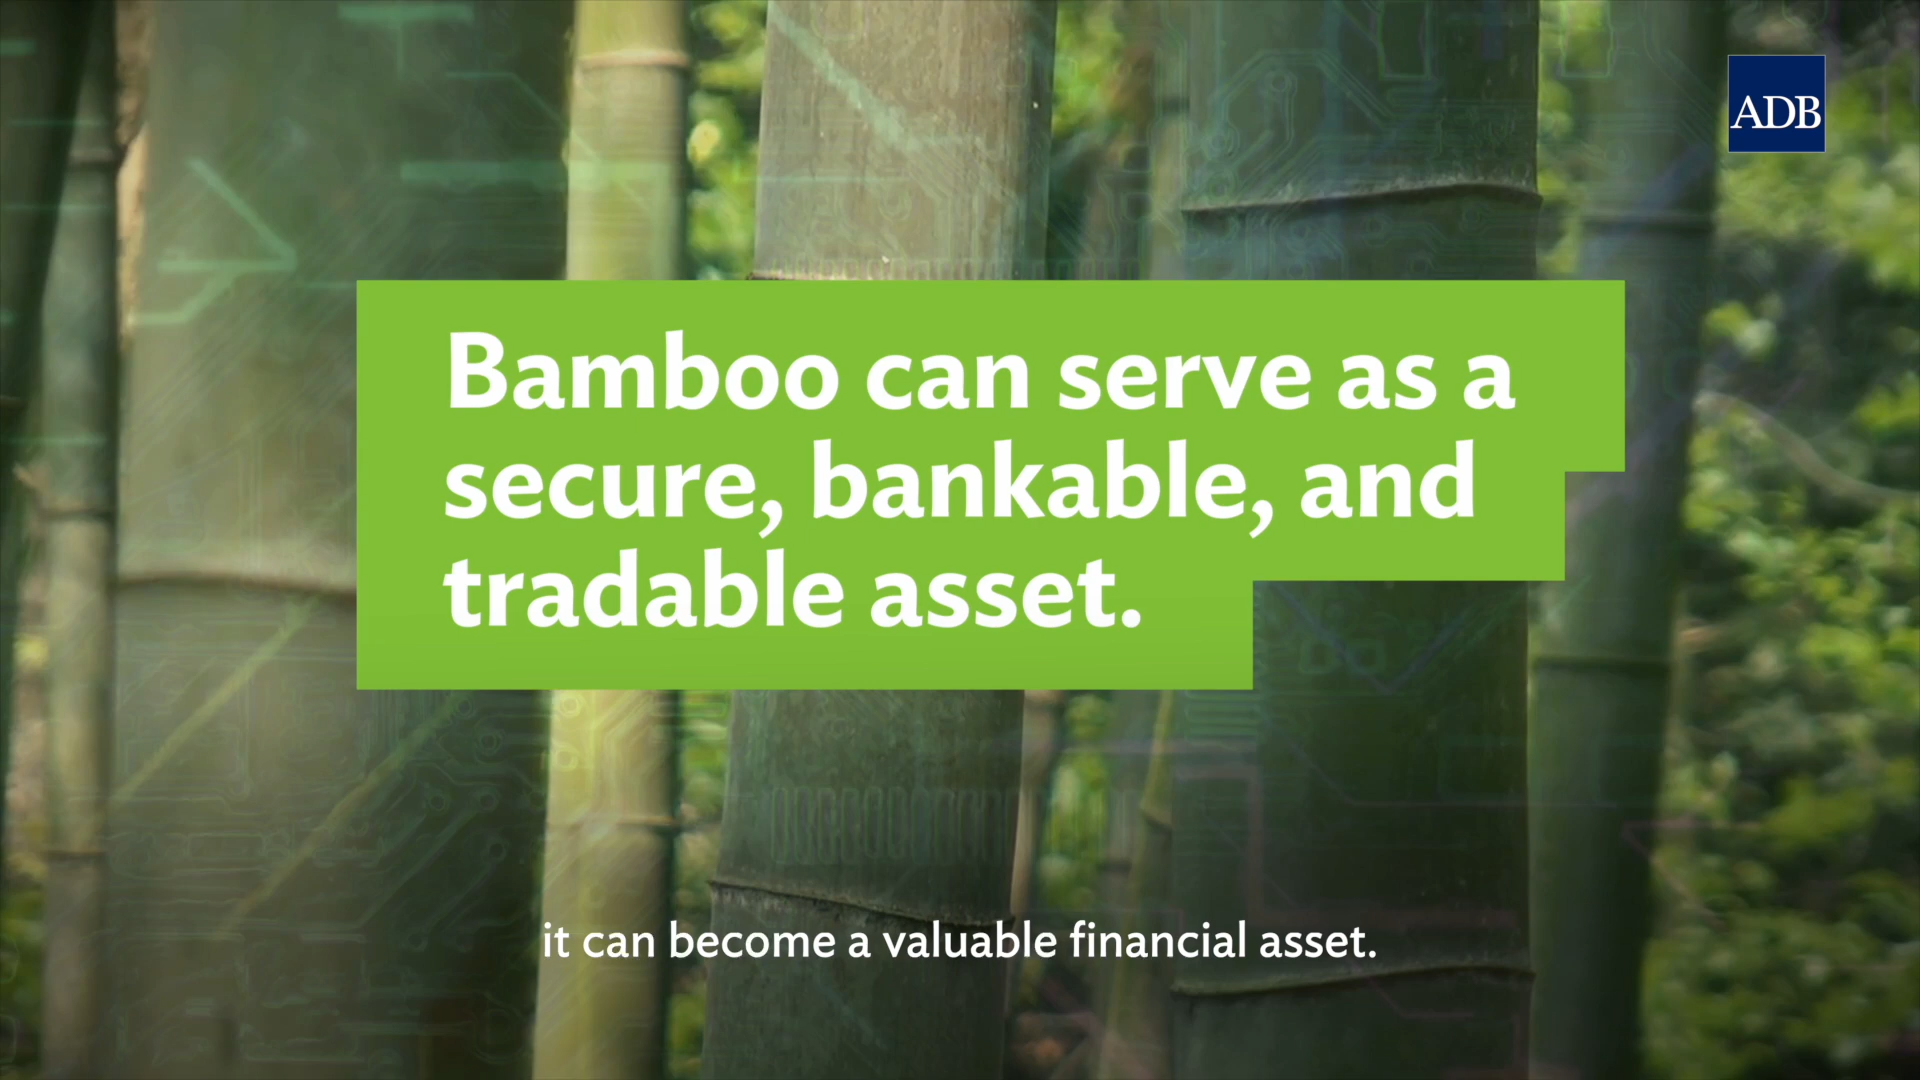 ADB
Bamboo can serve as a
secure, bankable, and
tradable asset.
it can become a valuable financial asset.